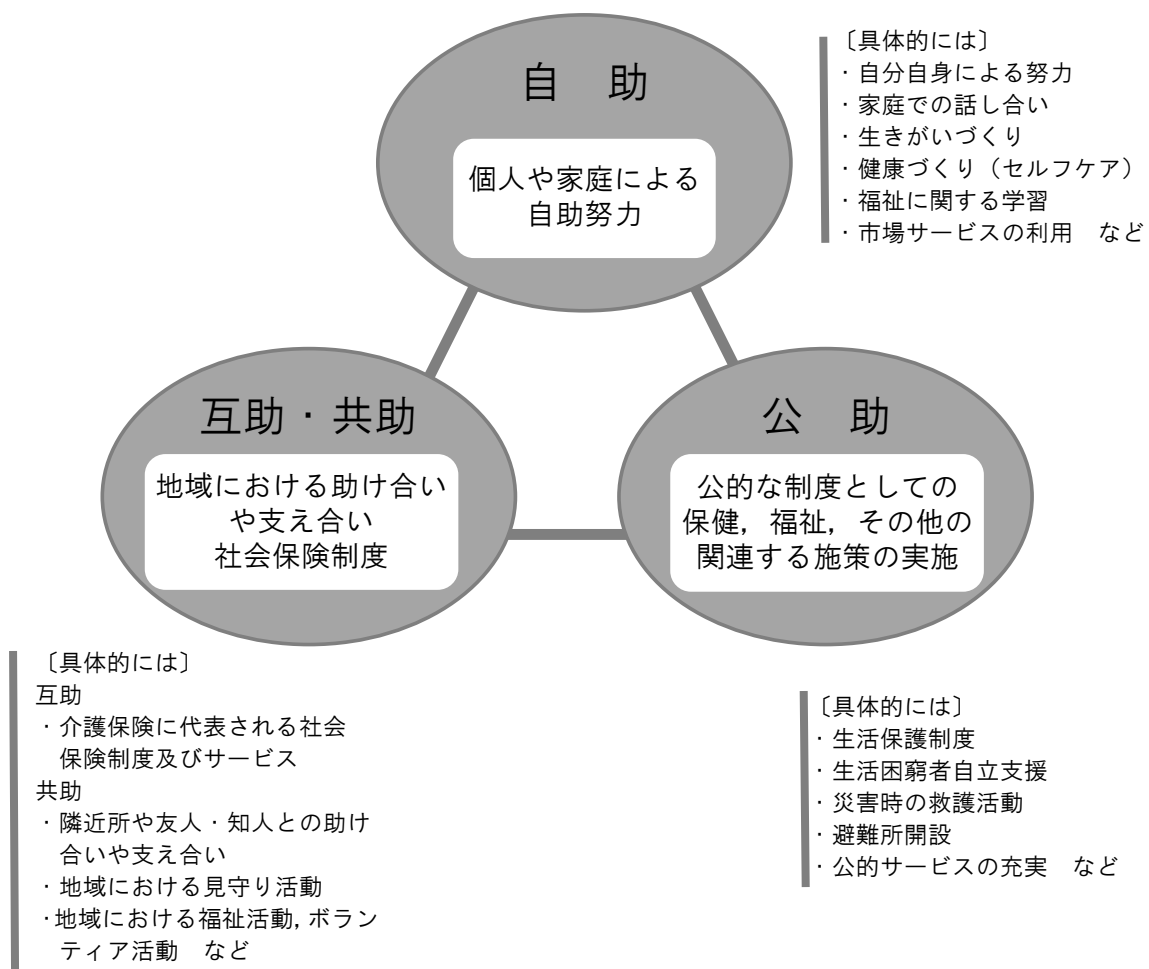 自　助
個人や家庭による
自助努力
〔具体的には〕
・自分自身による努力
・家庭での話し合い
・生きがいづくり
・健康づくり（セルフケア）
・福祉に関する学習
・市場サービスの利用　など
互助・共助
地域における助け合い
や支え合い
社会保険制度
公　助
公的な制度としての
保健，福祉，その他の
関連する施策の実施
〔具体的には〕
互助
・介護保険に代表される社会
保険制度及びサービス
共助
・隣近所や友人・知人との助け
合いや支え合い
・地域における見守り活動
・地域における福祉活動，ボラン
ティア活動　など
〔具体的には〕
・生活保護制度
・生活困窮者自立支援
・災害時の救護活動
・避難所開設
・公的サービスの充実　など